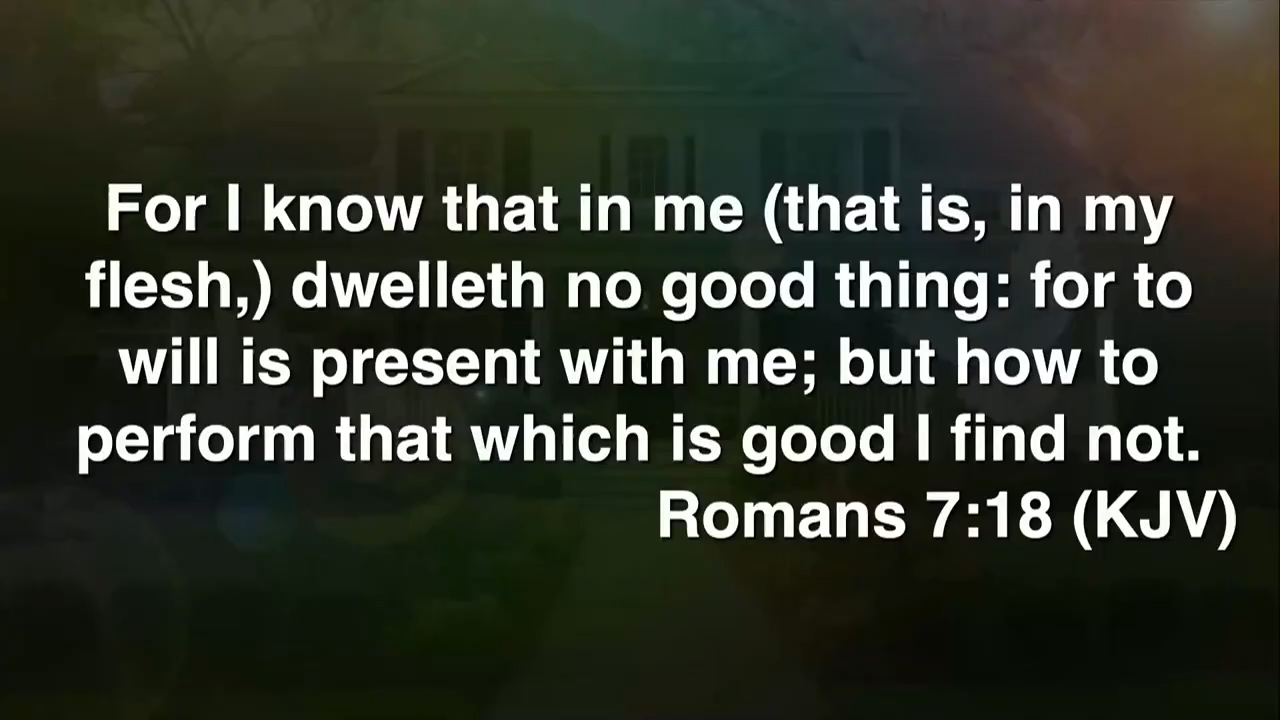 For I know that in me (that is, in my
flesh,) dwelleth no good thing: for to
will is present with me; but how to
perform that which is good I find not.
Romans 7:18 (KJV)